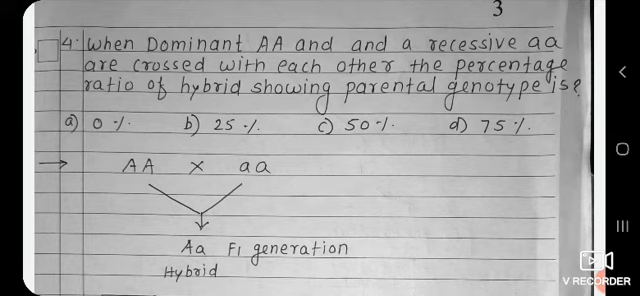 3
4. When Dominant AA and and a recessive aa
are crossed with each other the percentage
ratio of hybrid showing parental genotype is?
a) 0 %. b) 25 %. c) 50 %. d) 75 %.
→ AA × aa
Aa F1 generation
Hybrid
V RECORDER